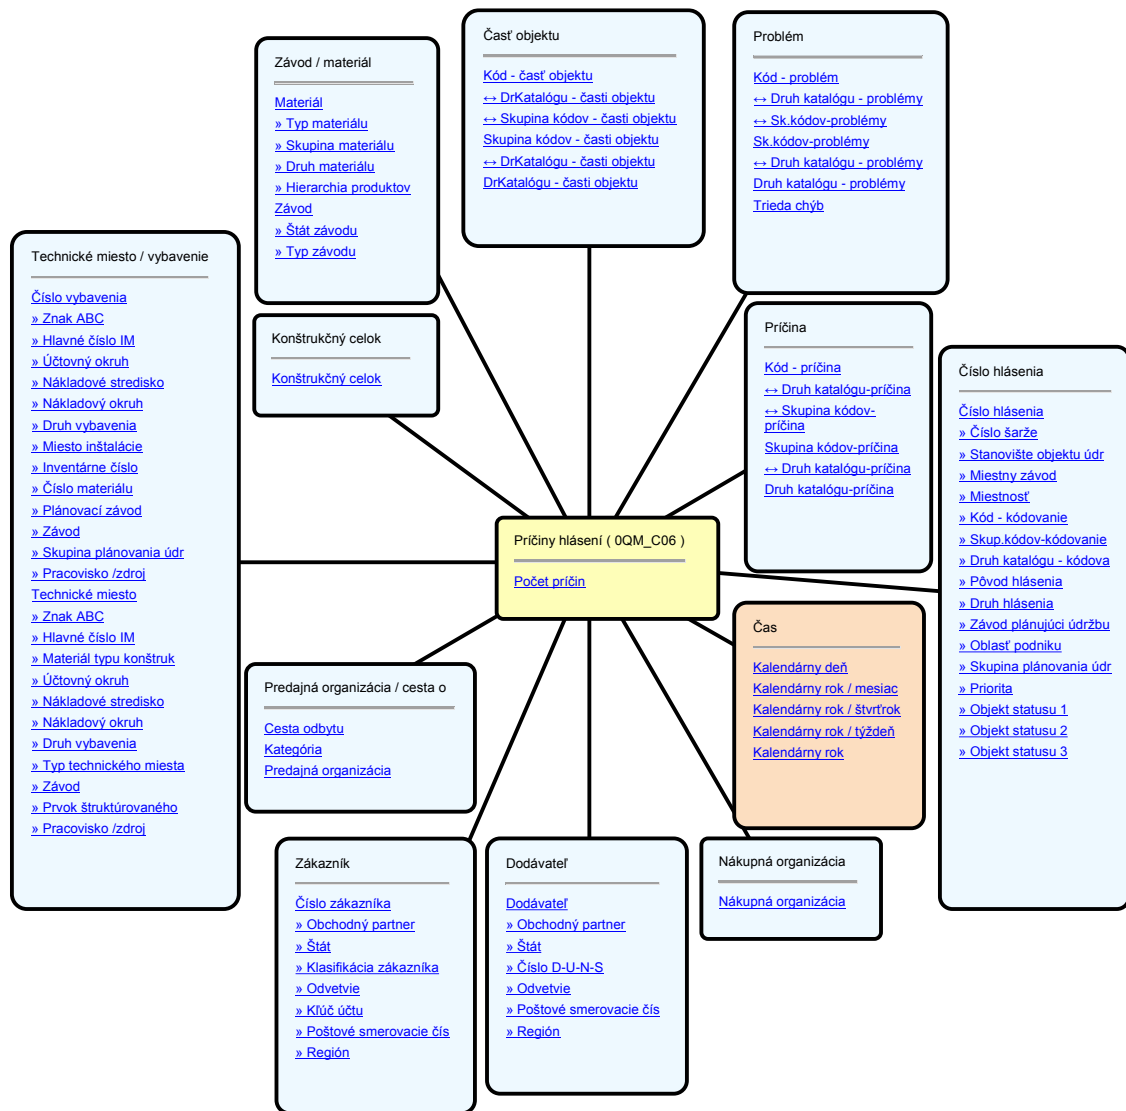 Časť objektu
Kód - časť objektu
↔ DrKatalógu - časti objektu
↔ Skupina kódov - časti objektu
Skupina kódov - časti objektu
↔ DrKatalógu - časti objektu
DrKatalógu - časti objektu
Problém
Kód - problém
↔ Druh katalógu - problémy
↔ Sk.kódov-problémy
Sk.kódov-problémy
↔ Druh katalógu - problémy
Druh katalógu - problémy
Trieda chýb
Závod / materiál
Materiál
» Typ materiálu
» Skupina materiálu
» Druh materiálu
» Hierarchia produktov
Závod
» Štát závodu
» Typ závodu
Technické miesto / vybavenie
Číslo vybavenia
» Znak ABC
» Hlavné číslo IM
» Účtovný okruh
» Nákladové stredisko
» Nákladový okruh
» Druh vybavenia
» Miesto inštalácie
» Inventárne číslo
» Číslo materiálu
» Plánovací závod
» Závod
» Skupina plánovania údr
» Pracovisko /zdroj
Technické miesto
» Znak ABC
» Hlavné číslo IM
» Materiál typu konštruk
» Účtovný okruh
» Nákladové stredisko
» Nákladový okruh
» Druh vybavenia
» Typ technického miesta
» Závod
» Prvok štruktúrovaného
» Pracovisko /zdroj
Konštrukčný celok
Konštrukčný celok
Príčina
Kód - príčina
↔ Druh katalógu-príčina
↔ Skupina kódov-
príčina
Skupina kódov-príčina
↔ Druh katalógu-príčina
Druh katalógu-príčina
Číslo hlásenia
Číslo hlásenia
» Číslo šarže
» Stanovište objektu údr
» Miestny závod
» Miestnosť
» Kód - kódovanie
» Skup.kódov-kódovanie
» Druh katalógu - kódova
» Pôvod hlásenia
» Druh hlásenia
» Závod plánujúci údržbu
» Oblasť podniku
» Skupina plánovania údr
» Priorita
» Objekt statusu 1
» Objekt statusu 2
» Objekt statusu 3
Príčiny hlásení ( 0QM_C06 )
Počet príčin
Čas
Kalendárny deň
Kalendárny rok / mesiac
Kalendárny rok / štvrťrok
Kalendárny rok / týždeň
Kalendárny rok
Predajná organizácia / cesta o
Cesta odbytu
Kategória
Predajná organizácia
Zákazník
Číslo zákazníka
» Obchodný partner
» Štát
» Klasifikácia zákazníka
» Odvetvie
» Kľúč účtu
» Poštové smerovacie čís
» Región
Dodávateľ
Dodávateľ
» Obchodný partner
» Štát
» Číslo D-U-N-S
» Odvetvie
» Poštové smerovacie čís
» Región
Nákupná organizácia
Nákupná organizácia